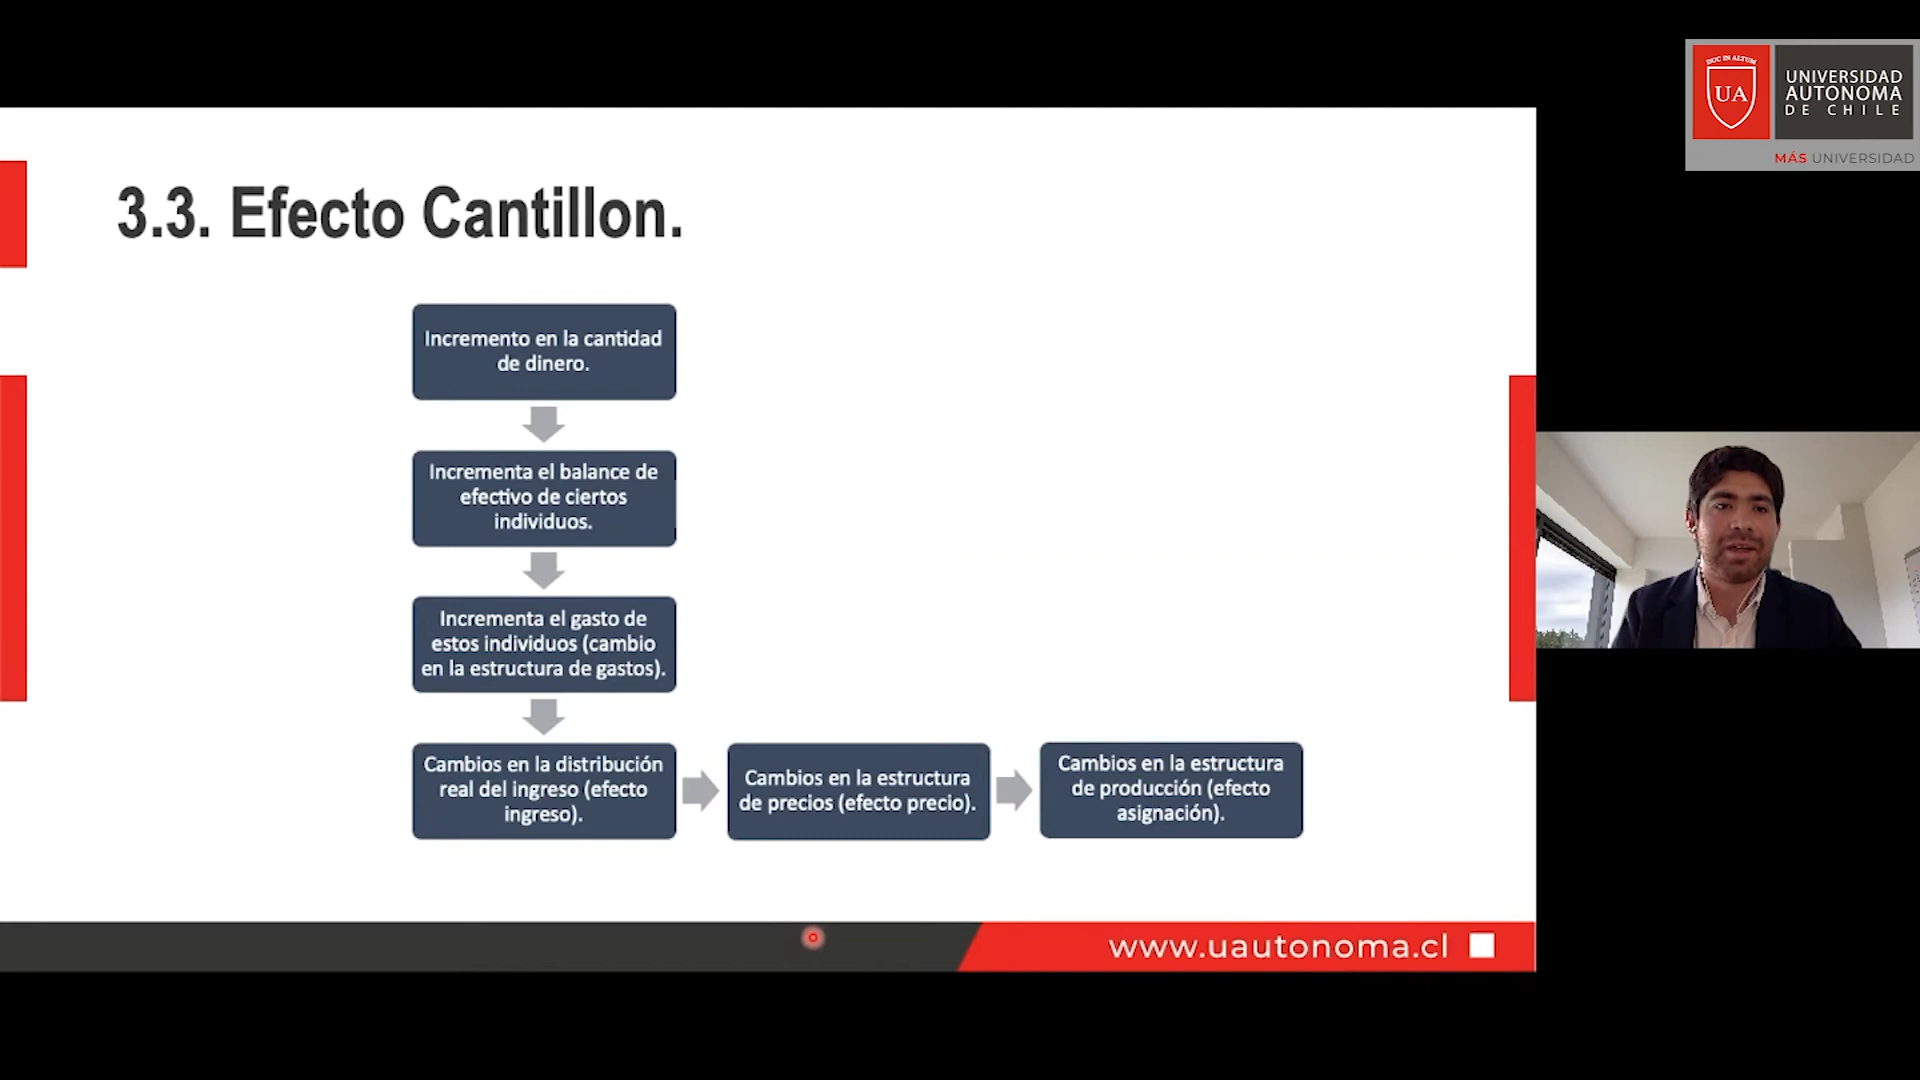 DUC IN ALTUM
UA
UNIVERSIDAD
AUTONOMA
DE CHILE
MÁS UNIVERSIDAD
3.3. Efecto Cantillon.
Incremento en la cantidad
de dinero.
Incrementa el balance de
efectivo de ciertos
individuos.
Incrementa el gasto de
estos individuos (cambio
en la estructura de gastos).
Cambios en la distribución
real del ingreso (efecto
ingreso).
Cambios en la estructura
de precios (efecto precio).
Cambios en la estructura
de producción (efecto
asignación).
www.uautonoma.cl